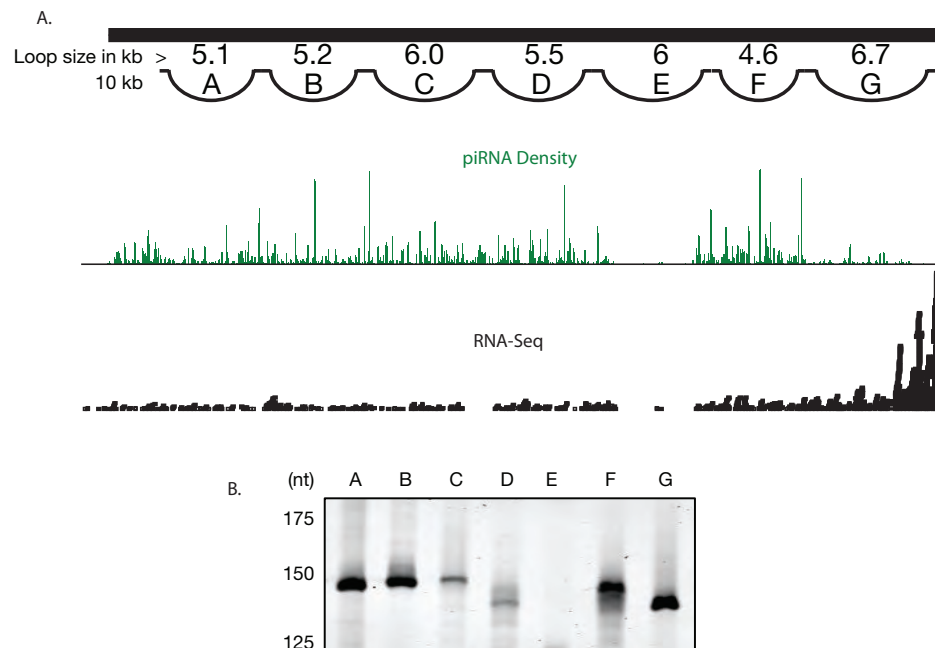 A.
Loop size in kb > 5.1 5.2 6.0 5.5 6 4.6 6.7
10 kb A B C D E F G
piRNA Density
RNA-Seq
B. (nt) A B C D E F G
175
150
125